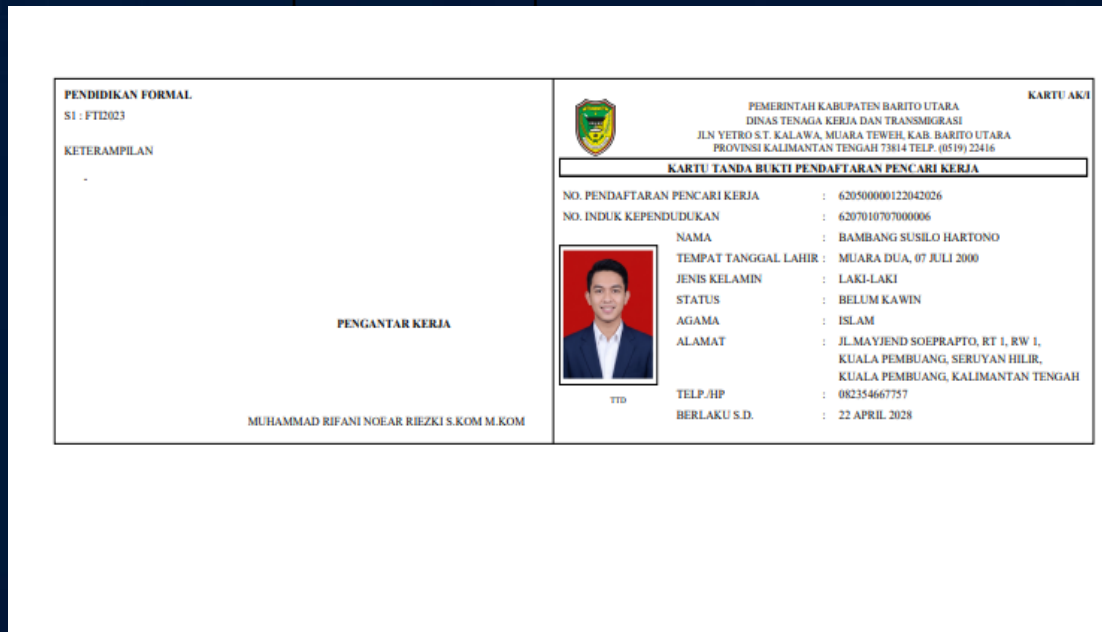 PENDIDIKAN FORMAL
S1 : FTI2023
KETERAMPILAN
-
PENGANTAR KERJA
MUHAMMAD RIFANI NOEAR RIEZKI S.KOM M.KOM
KARTU AK/I
PEMERINTAH KABUPATEN BARITO UTARA
DINAS TENAGA KERJA DAN TRANSMIGRASI
JLN YETRO S.T. KALAWA, MUARA TEWEH, KAB. BARITO UTARA
PROVINSI KALIMANTAN TENGAH 73814 TELP. (0519) 22416
KARTU TANDA BUKTI PENDAFTARAN PENCARI KERJA
NO. PENDAFTARAN PENCARI KERJA : 620500000122042026
NO. INDUK KEPENDUDUKAN : 6207010707000006
NAMA : BAMBANG SUSILO HARTONO
TEMPAT TANGGAL LAHIR : MUARA DUA, 07 JULI 2000
JENIS KELAMIN : LAKI-LAKI
STATUS : BELUM KAWIN
AGAMA : ISLAM
ALAMAT : JL.MAYJEND SOEPRAPTO, RT 1, RW 1,
KUALA PEMBUANG, SERUYAN HILIR,
KUALA PEMBUANG, KALIMANTAN TENGAH
TELP./HP : 082354667757
BERLAKU S.D. : 22 APRIL 2028
TTD